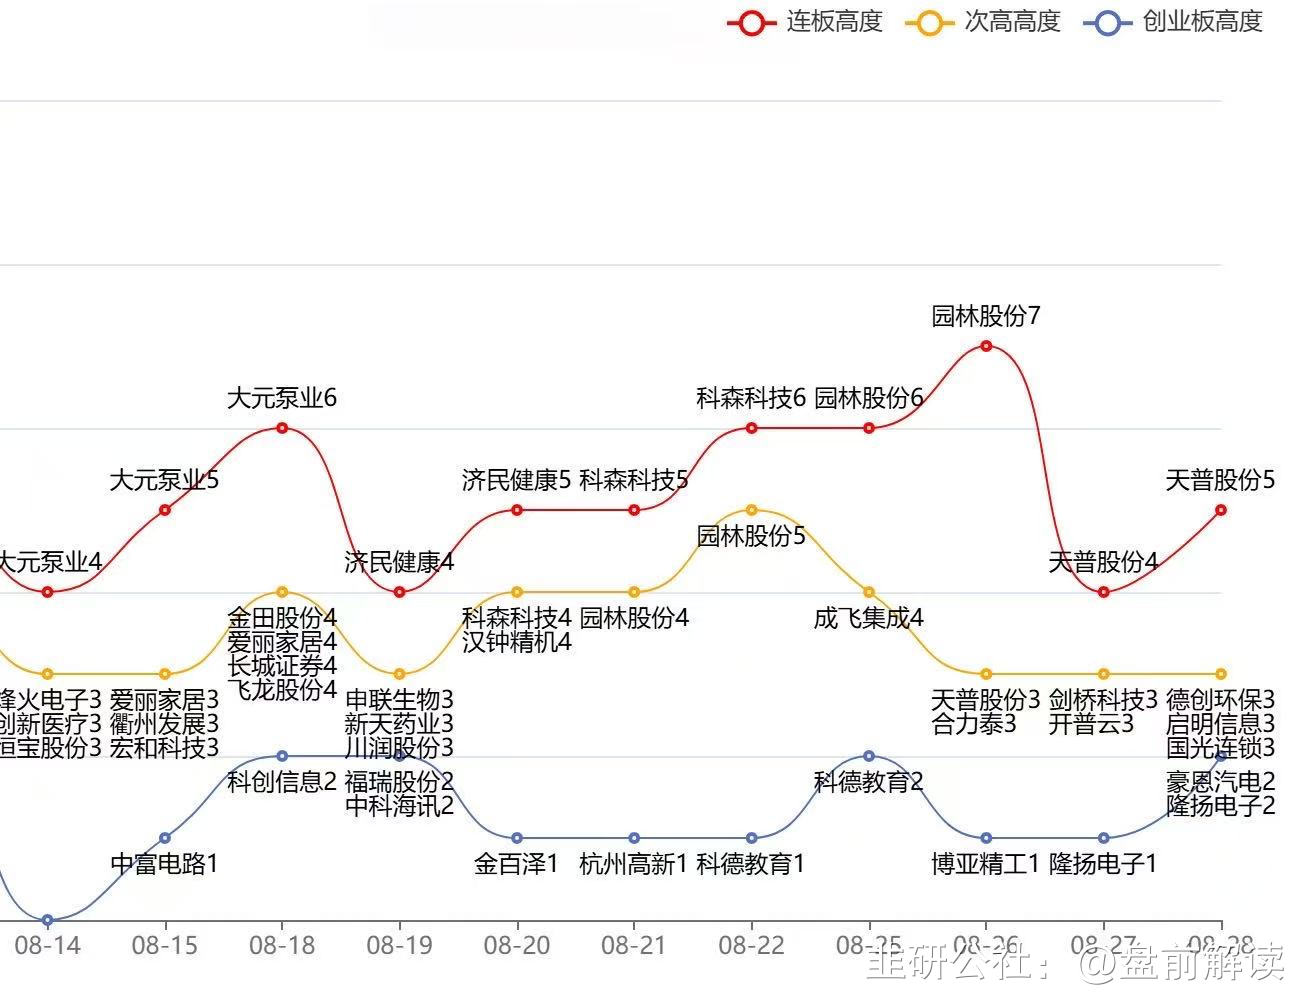 连板高度 次高高度 创业板高度
园林股份7
大元泵业6 科森科技6 园林股份6
大元泵业5 济民健康5 科森科技5 天普股份5
园林股份5
大元泵业4 济民健康4 天普股份4
金田股份4 科森科技4 园林股份4 成飞集成4
爱丽家居4 汉钟精机4
长城证券4
飞龙股份4
烽火电子3 爱丽家居3 申联生物3 天普股份3 剑桥科技3 德创环保3
创新医疗3 衢州发展3 新天药业3 合力泰3 开普云3 启明信息3
恒宝股份3 宏和科技3 川润股份3 国光连锁3
科创信息2 福瑞股份2 科德教育2 豪恩汽电2
中科海讯2 隆扬电子2
中富电路1 金百泽1 杭州高新1 科德教育1 博亚精工1 隆扬电子1
08-14 08-15 08-18 08-19 08-20 08-21 08-22 08-25 08-26 08-27 08-28
韭研公社：@盘前解读